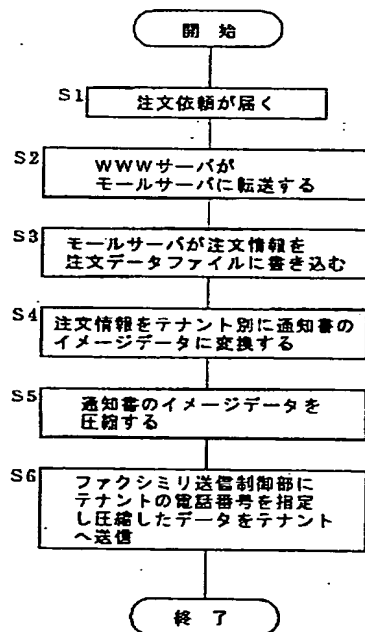 開 始
S1
注文依頼が届く
S2
WWWサーバが
モールサーバに転送する
S3
モールサーバが注文情報を
注文データファイルに書き込む
S4
注文情報をテナント別に通知書の
イメージデータに変換する
S5
通知書のイメージデータを
圧縮する
S6
ファクシミリ送信制御部に
テナントの電話番号を指定
し圧縮したデータをテナント
へ送信
終 了